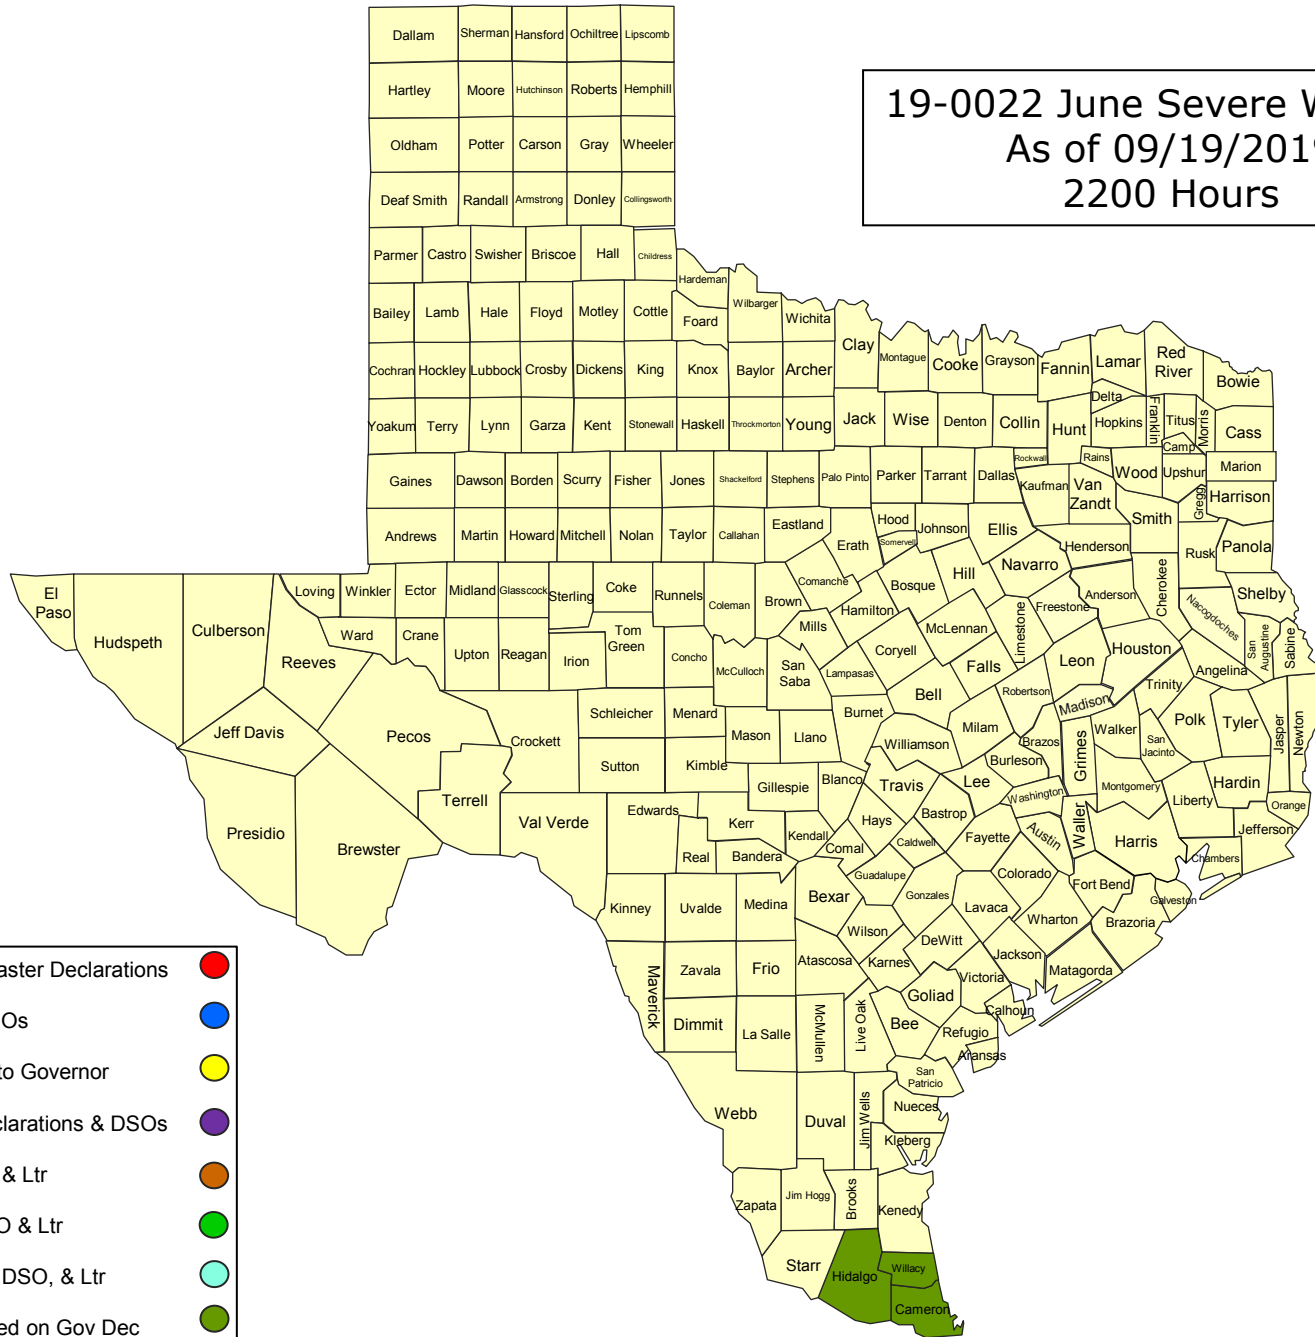 Dallam Sherman Hansford Ochiltree Lipscomb
Hartley Moore Hutchinson Roberts Hemphill
19-0022 June Severe
As of 09/19/2019
2200 Hours
Oldham Potter Carson Gray Wheeler
Deaf Smith Randall Armstrong Donley Collingsworth
Parmer Castro Swisher Briscoe Hall Childress
Hardeman
Bailey Lamb Hale Floyd Motley Cottle Foard Wilbarger Wichita
Clay Montague Cooke Grayson Fannin Lamar Red
River Bowie
Cochran Hockley Lubbock Crosby Dickens King Knox Baylor Archer
Delta
Yoakum Terry Lynn Garza Kent Stonewall Haskell Throckmorton Young Jack Wise Denton Collin Hunt Hopkins Franklin Titus Morris Cass
Camp
Rockwall Rains
Gaines Dawson Borden Scurry Fisher Jones Shackelford Stephens Palo Pinto Parker Tarrant Dallas Kaufman Van
Zandt Wood Upshur Marion
Gregg Harrison
Andrews Martin Howard Mitchell Nolan Taylor Callahan Eastland Erath Hood Somervell Johnson Ellis Henderson Smith Rusk Panola
El
Paso Hudspeth Culberson Loving Winkler Ector Midland Glasscock Sterling Coke Runnels Coleman Brown Comanche Hamilton Bosque Hill Navarro Freestone Anderson Cherokee Nacogdoches Shelby
Reeves Ward Crane Upton Reagan Irion Tom
Green Concho McCulloch San
Saba Mills Lampasas Coryell McLennan Limestone Falls Leon Houston Angelina San
Augustine Sabine
Jeff Davis Pecos Crockett Schleicher Menard Mason Llano Burnet Bell Milam Robertson Madison Trinity Polk Tyler Jasper Newton
Presidio Brewster Terrell Val Verde Sutton Kimble Gillespie Blanco Williamson Travis Lee Burleson Brazos Grimes Walker San
Jacinto Montgomery Liberty Hardin Orange
Edwards Kerr Kendall Hays Comal Caldwell Bastrop Fayette Washington Austin Waller Harris Jefferson Chambers
Real Bandera Guadalupe Gonzales Colorado Fort Bend Galveston
Kinney Uvalde Medina Bexar Wilson Lavaca Wharton Brazoria
Maverick Zavala Frio Atascosa Karnes DeWitt Jackson Matagorda
Victoria
Dimmit La Salle McMullen Live Oak Bee Goliad Refugio Calhoun
Aransas
San
Patricio
Webb Duval Jim Wells Nueces
Kleberg
Zapata Jim Hogg Brooks Kenedy
Starr Hidalgo Willacy
Cameron
Declarations
to Governor
& DSOs
& Ltr
& Ltr
DSO, & Ltr
on Gov Dec